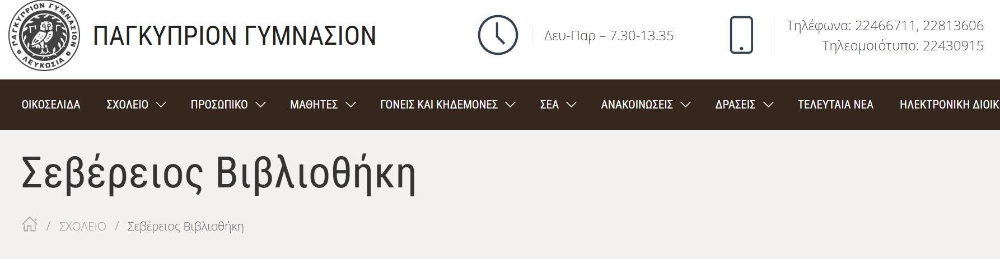 ΠΑΓΚΥΠΡΙΟΝ ΓΥΜΝΑΣΙΟΝ
ΛΕΥΚΩΣΙΑ
ΠΑΓΚΥΠΡΙΟΝ ΓΥΜΝΑΣΙΟΝ
Δευ-Παρ – 7.30-13.35
Τηλέφωνα: 22466711, 22813606
Τηλεομοιότυπο: 22430915
ΟΙΚΟΣΕΛΙΔΑ ΣΧΟΛΕΙΟ ΠΡΟΣΩΠΙΚΟ ΜΑΘΗΤΕΣ ΓΟΝΕΙΣ ΚΑΙ ΚΗΔΕΜΟΝΕΣ ΣΕΑ ΑΝΑΚΟΙΝΩΣΕΙΣ ΔΡΑΣΕΙΣ ΤΕΛΕΥΤΑΙΑ ΝΕΑ ΗΛΕΚΤΡΟΝΙΚΗ ΔΙΟΙΚ
Σεβέρειος Βιβλιοθήκη
/ ΣΧΟΛΕΙΟ / Σεβέρειος Βιβλιοθήκη